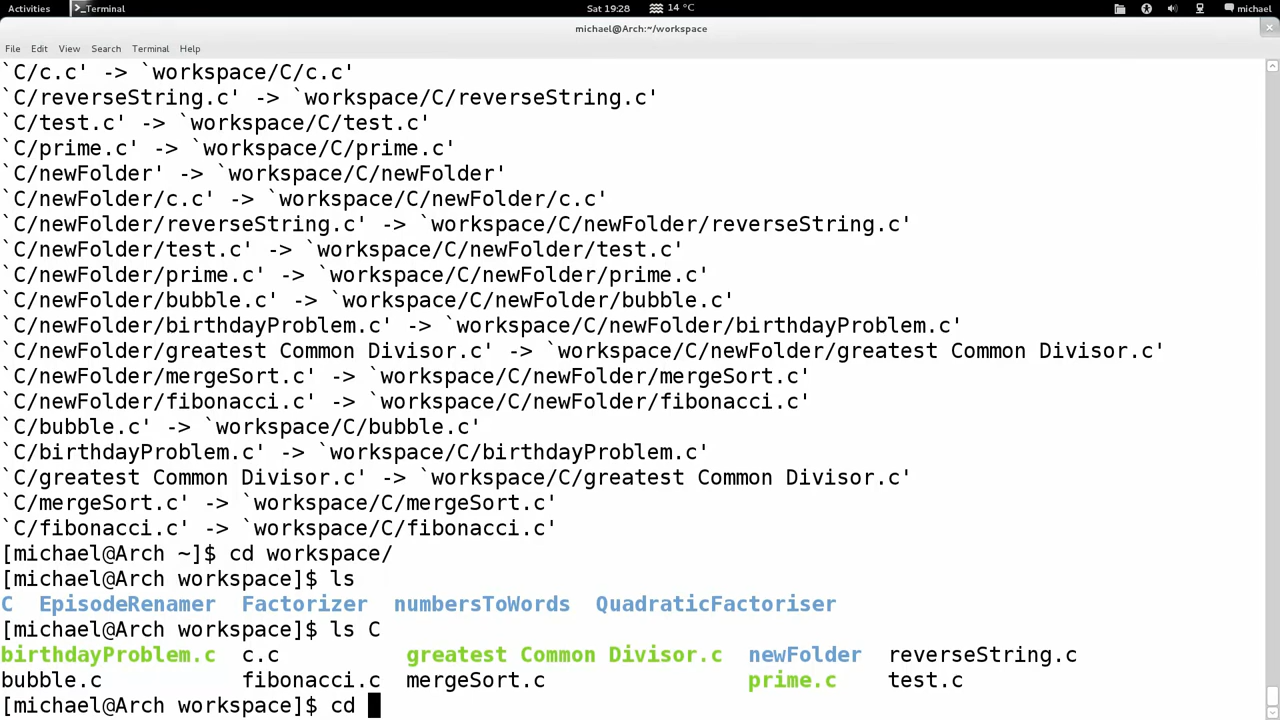 Activities Terminal Sat 19:28 14 °C michael
michael@Arch:~/workspace
File Edit View Search Terminal Help
`C/c.c' -> `workspace/C/c.c'
`C/reverseString.c' -> `workspace/C/reverseString.c'
`C/test.c' -> `workspace/C/test.c'
`C/prime.c' -> `workspace/C/prime.c'
`C/newFolder' -> `workspace/C/newFolder'
`C/newFolder/c.c' -> `workspace/C/newFolder/c.c'
`C/newFolder/reverseString.c' -> `workspace/C/newFolder/reverseString.c'
`C/newFolder/test.c' -> `workspace/C/newFolder/test.c'
`C/newFolder/prime.c' -> `workspace/C/newFolder/prime.c'
`C/newFolder/bubble.c' -> `workspace/C/newFolder/bubble.c'
`C/newFolder/birthdayProblem.c' -> `workspace/C/newFolder/birthdayProblem.c'
`C/newFolder/greatest Common Divisor.c' -> `workspace/C/newFolder/greatest Common Divisor.c'
`C/newFolder/mergeSort.c' -> `workspace/C/newFolder/mergeSort.c'
`C/newFolder/fibonacci.c' -> `workspace/C/newFolder/fibonacci.c'
`C/bubble.c' -> `workspace/C/bubble.c'
`C/birthdayProblem.c' -> `workspace/C/birthdayProblem.c'
`C/greatest Common Divisor.c' -> `workspace/C/greatest Common Divisor.c'
`C/mergeSort.c' -> `workspace/C/mergeSort.c'
`C/fibonacci.c' -> `workspace/C/fibonacci.c'
[michael@Arch ~]$ cd workspace/
[michael@Arch workspace]$ ls
C EpisodeRenamer Factorizer numbersToWords QuadraticFactoriser
[michael@Arch workspace]$ ls C
birthdayProblem.c c.c greatest Common Divisor.c newFolder reverseString.c
bubble.c fibonacci.c mergeSort.c prime.c test.c
[michael@Arch workspace]$ cd